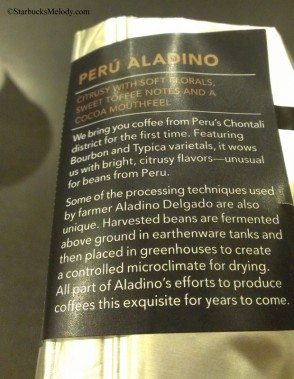 © StarbucksMelody.com
PERÚ ALADINO
CITRUSY WITH SOFT FLORALS,
SWEET TOFFEE NOTES AND A
COCOA MOUTHFEEL
We bring you coffee from Peru's Chontali
district for the first time. Featuring
Bourbon and Typica varietals, it wows
us with bright, citrusy flavors—unusual
for beans from Peru.
Some of the processing techniques used
by farmer Aladino Delgado are also
unique. Harvested beans are fermented
above ground in earthenware tanks and
then placed in greenhouses to create
a controlled microclimate for drying.
All part of Aladino's efforts to produce
coffees this exquisite for years to come.